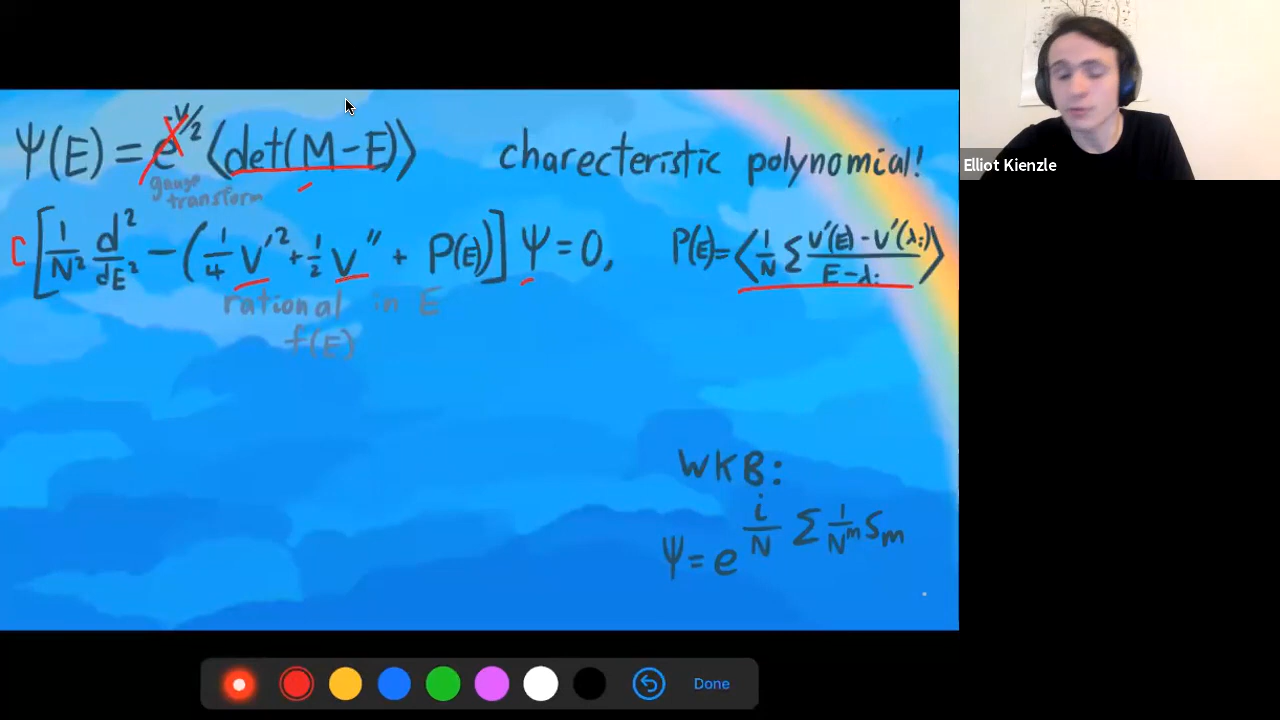 Ψ(E) = e^{V/2} ⟨det(M−E)⟩ charecteristic polynomial!
gauge transform
[1/N² d²/dE² − (1/4 V'² + 1/2 V'' + P(E))] Ψ = 0, P(E) = ⟨1/N Σ (V'(E) − V'(λᵢ))/(E − λᵢ)⟩
rational in E
f(E)
WKB:
Ψ = e^{i/N Σ 1/N^m S_m}
Elliot Kienzle
Done